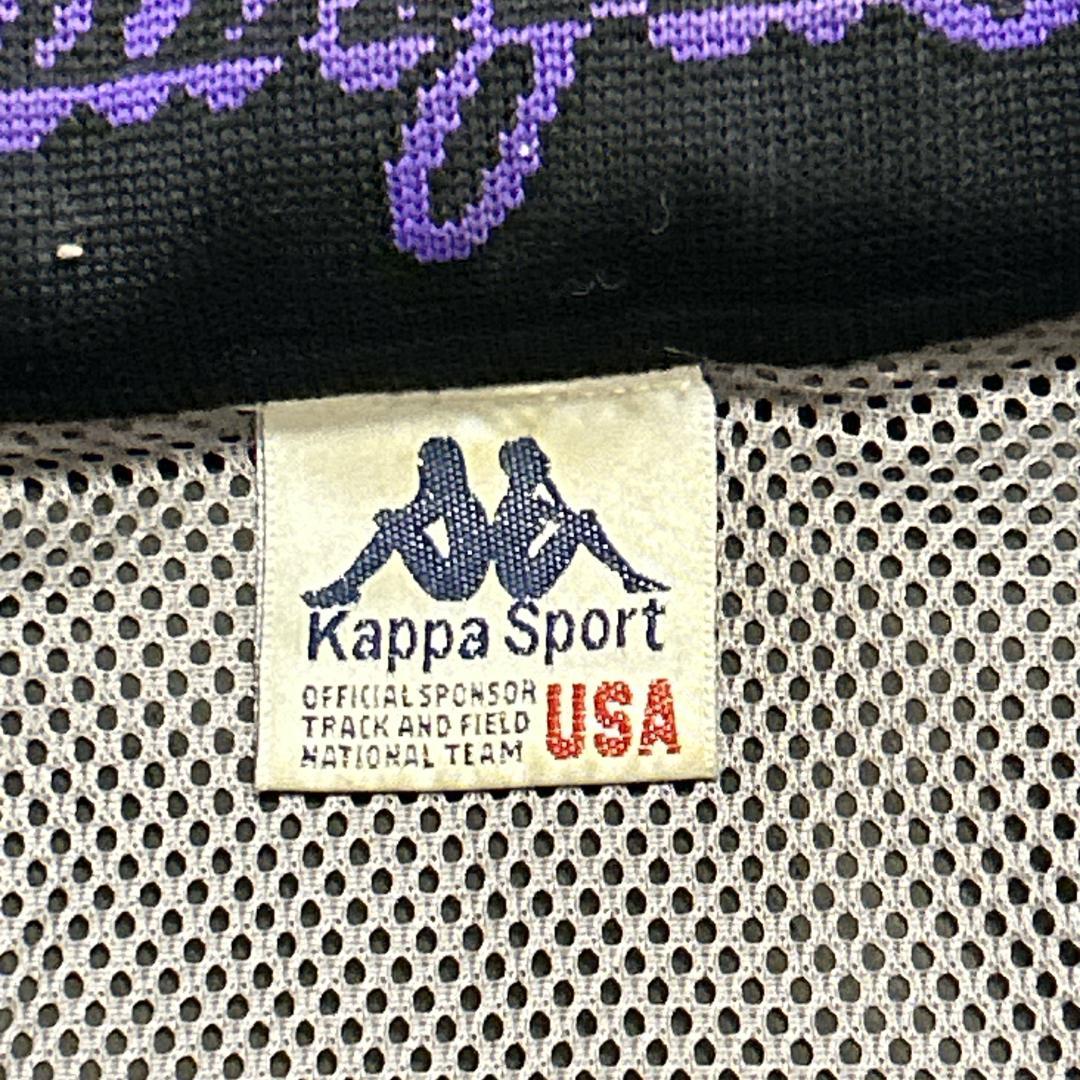 Kappa Sport
OFFICIAL SPONSOR
TRACK AND FIELD
NATIONAL TEAM
USA